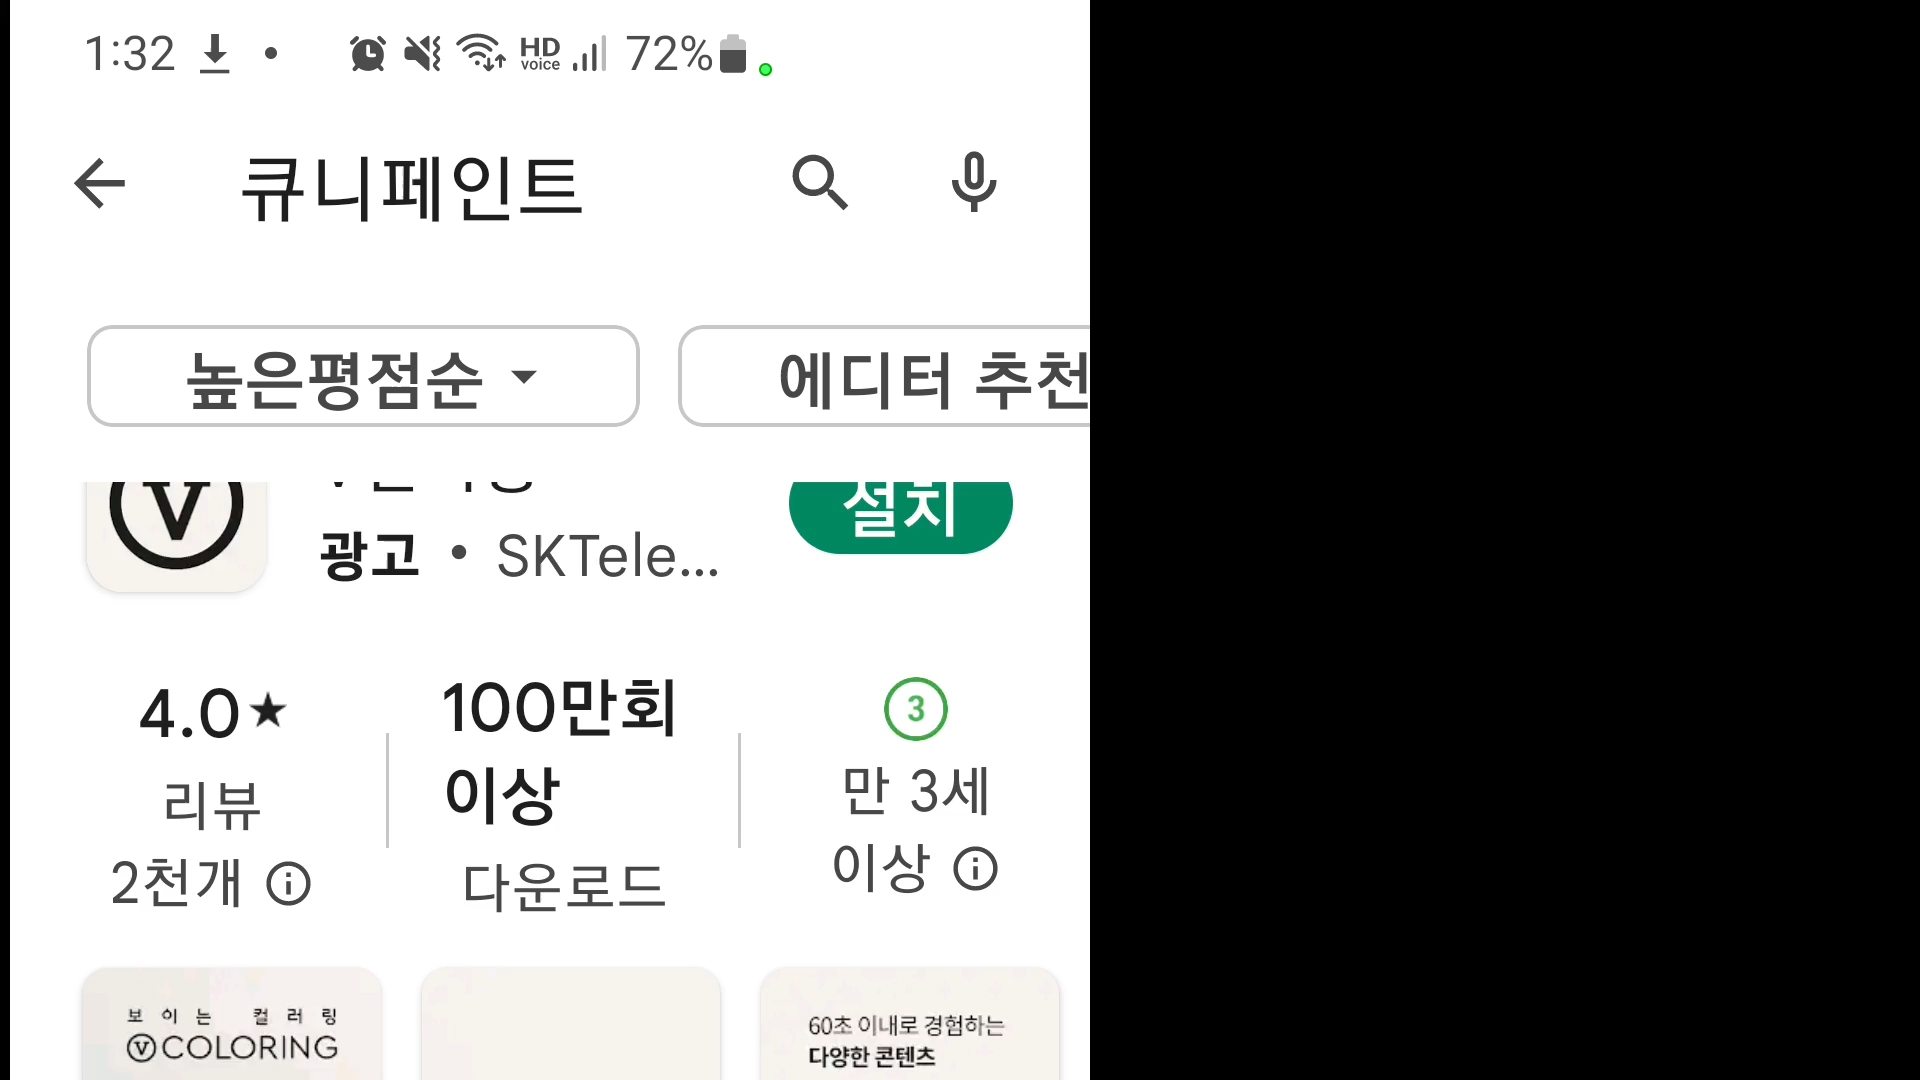 1:32 HD voice 72%
큐니페인트
높은평점순 에디터 추천
V 설치
광고 • SKTele...
4.0★ 100만회 3
이상 만 3세
리뷰 이상
2천개 다운로드
보이는 컬러링
V COLORING
60초 이내로 경험하는
다양한 콘텐츠